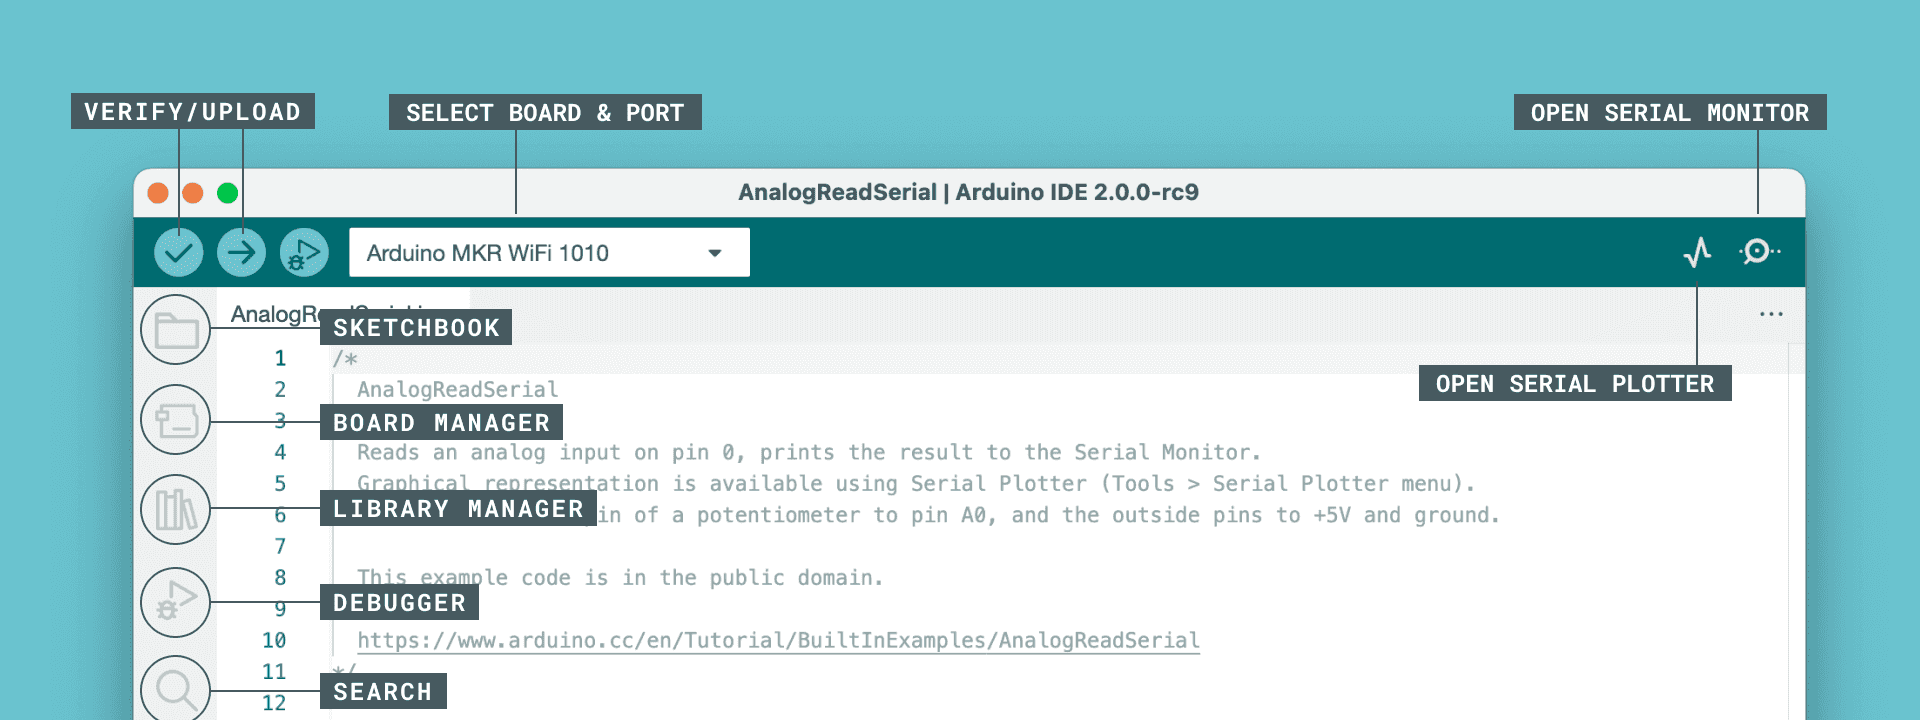 VERIFY/UPLOAD
SELECT BOARD & PORT
OPEN SERIAL MONITOR
AnalogReadSerial | Arduino IDE 2.0.0-rc9
Arduino MKR WiFi 1010
...
SKETCHBOOK
1 /*
2 AnalogReadSerial
OPEN SERIAL PLOTTER
3
BOARD MANAGER
4 Reads an analog input on pin 0, prints the result to the Serial Monitor.
5 Graphical representation is available using Serial Plotter (Tools > Serial Plotter menu).
LIBRARY MANAGER
6 of a potentiometer to pin A0, and the outside pins to +5V and ground.
7
8 This example code is in the public domain.
9
DEBUGGER
10 https://www.arduino.cc/en/Tutorial/BuiltInExamples/AnalogReadSerial
11 */
SEARCH
12